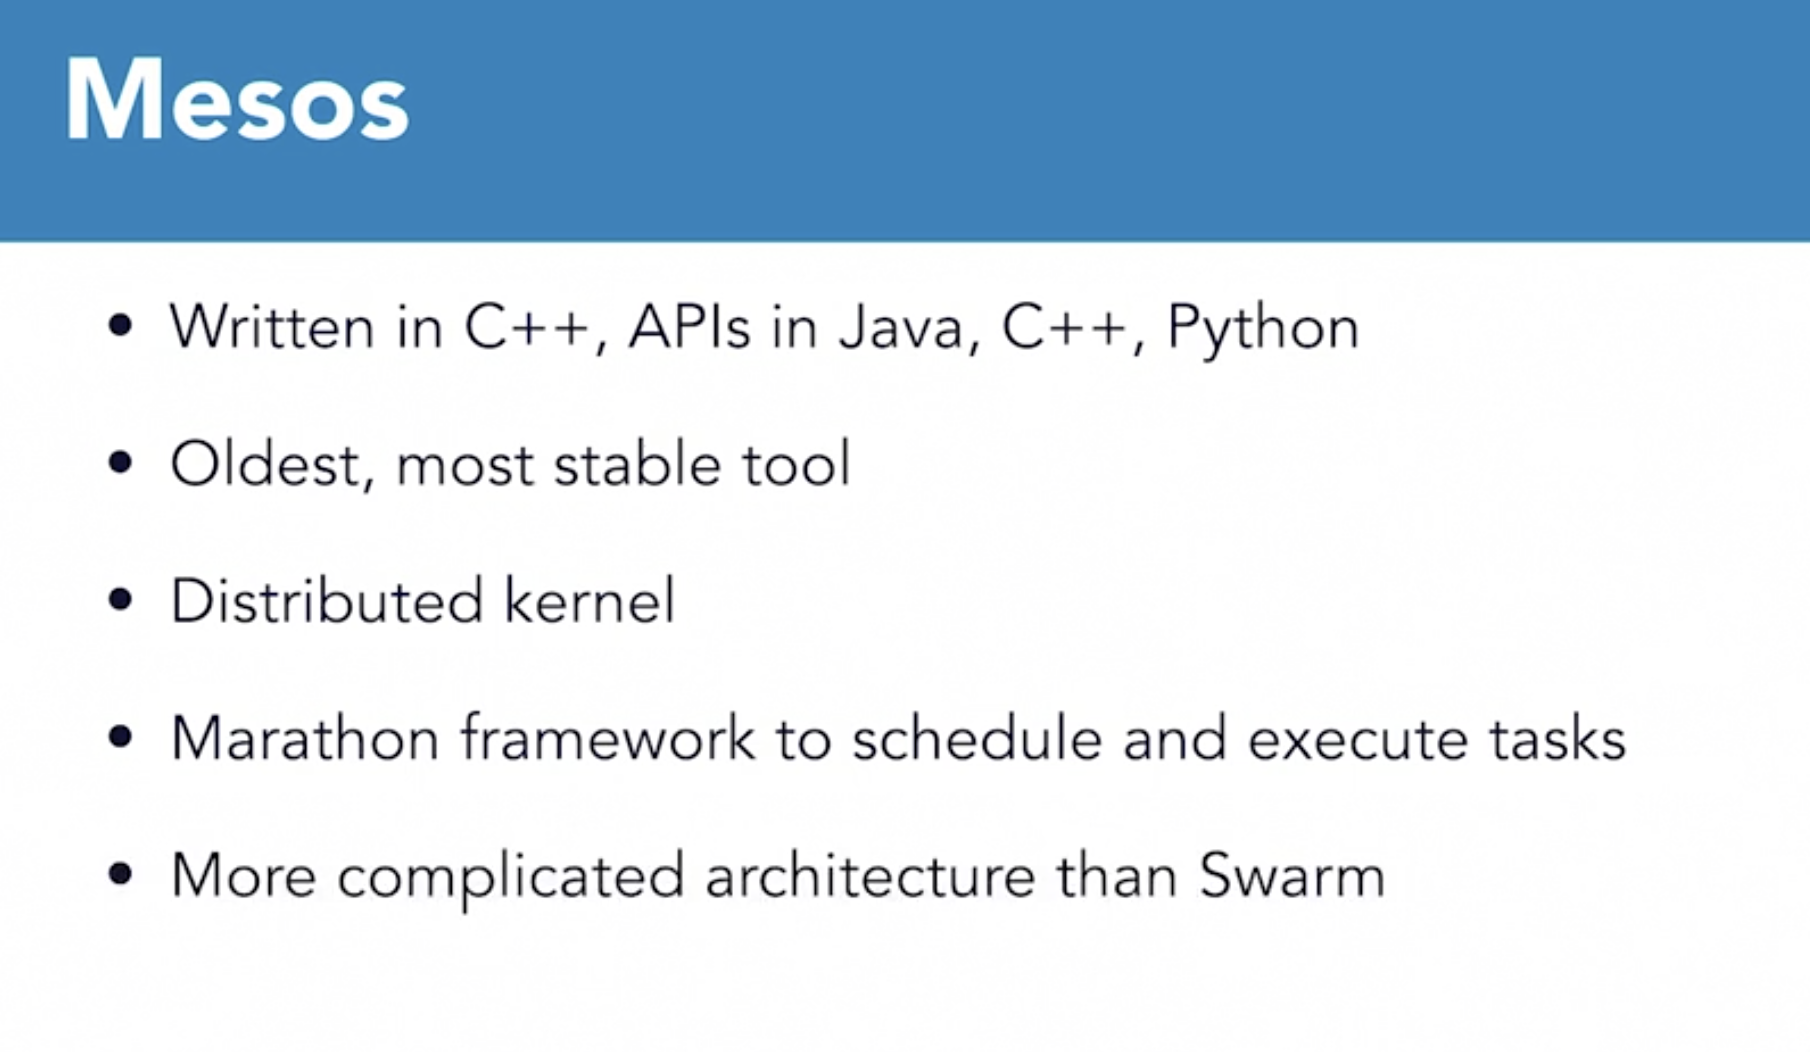 Mesos
• Written in C++, APIs in Java, C++, Python
• Oldest, most stable tool
• Distributed kernel
• Marathon framework to schedule and execute tasks
• More complicated architecture than Swarm